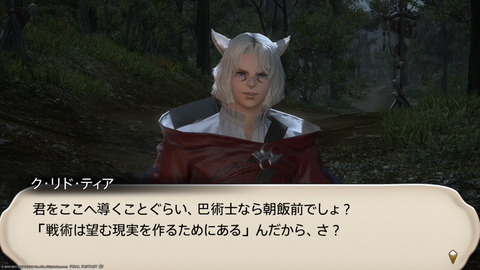 ク・リド・ティア
君をここへ導くことぐらい、巴術士なら朝飯前でしょ？
「戦術は望む現実を作るためにある」んだから、さ？